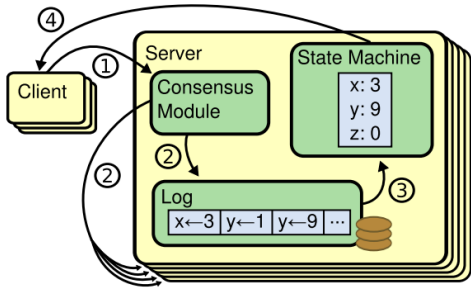 ④
①
Client
Server
Consensus
Module
State Machine
x: 3
y: 9
z: 0
②
②
③
Log
x←3 y←1 y←9 ...